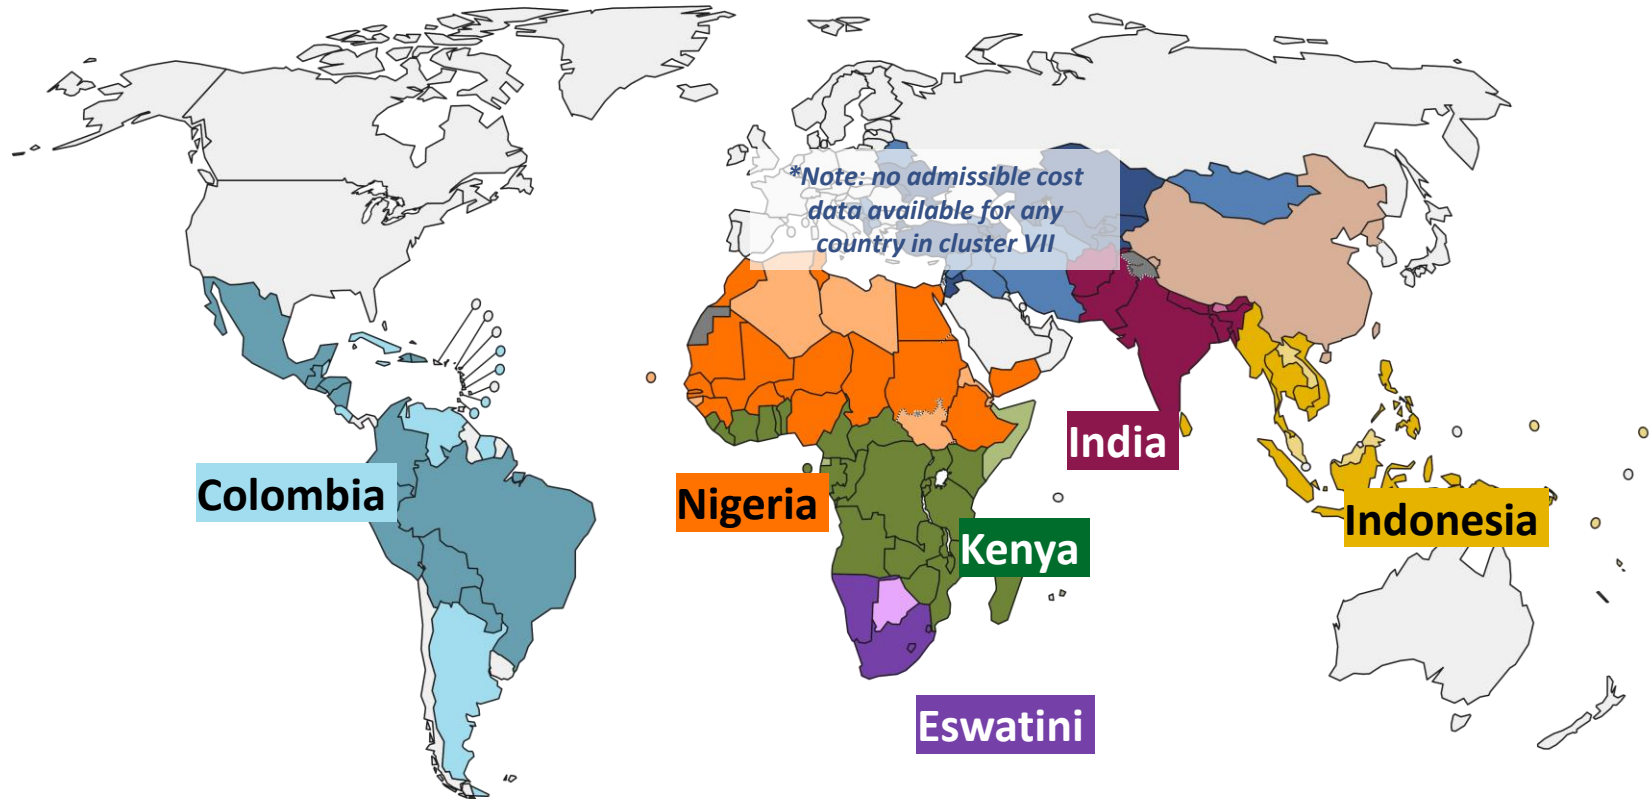 *Note: no admissible cost
data available for any
country in cluster VII
India
Colombia
Nigeria
Indonesia
Kenya
Eswatini